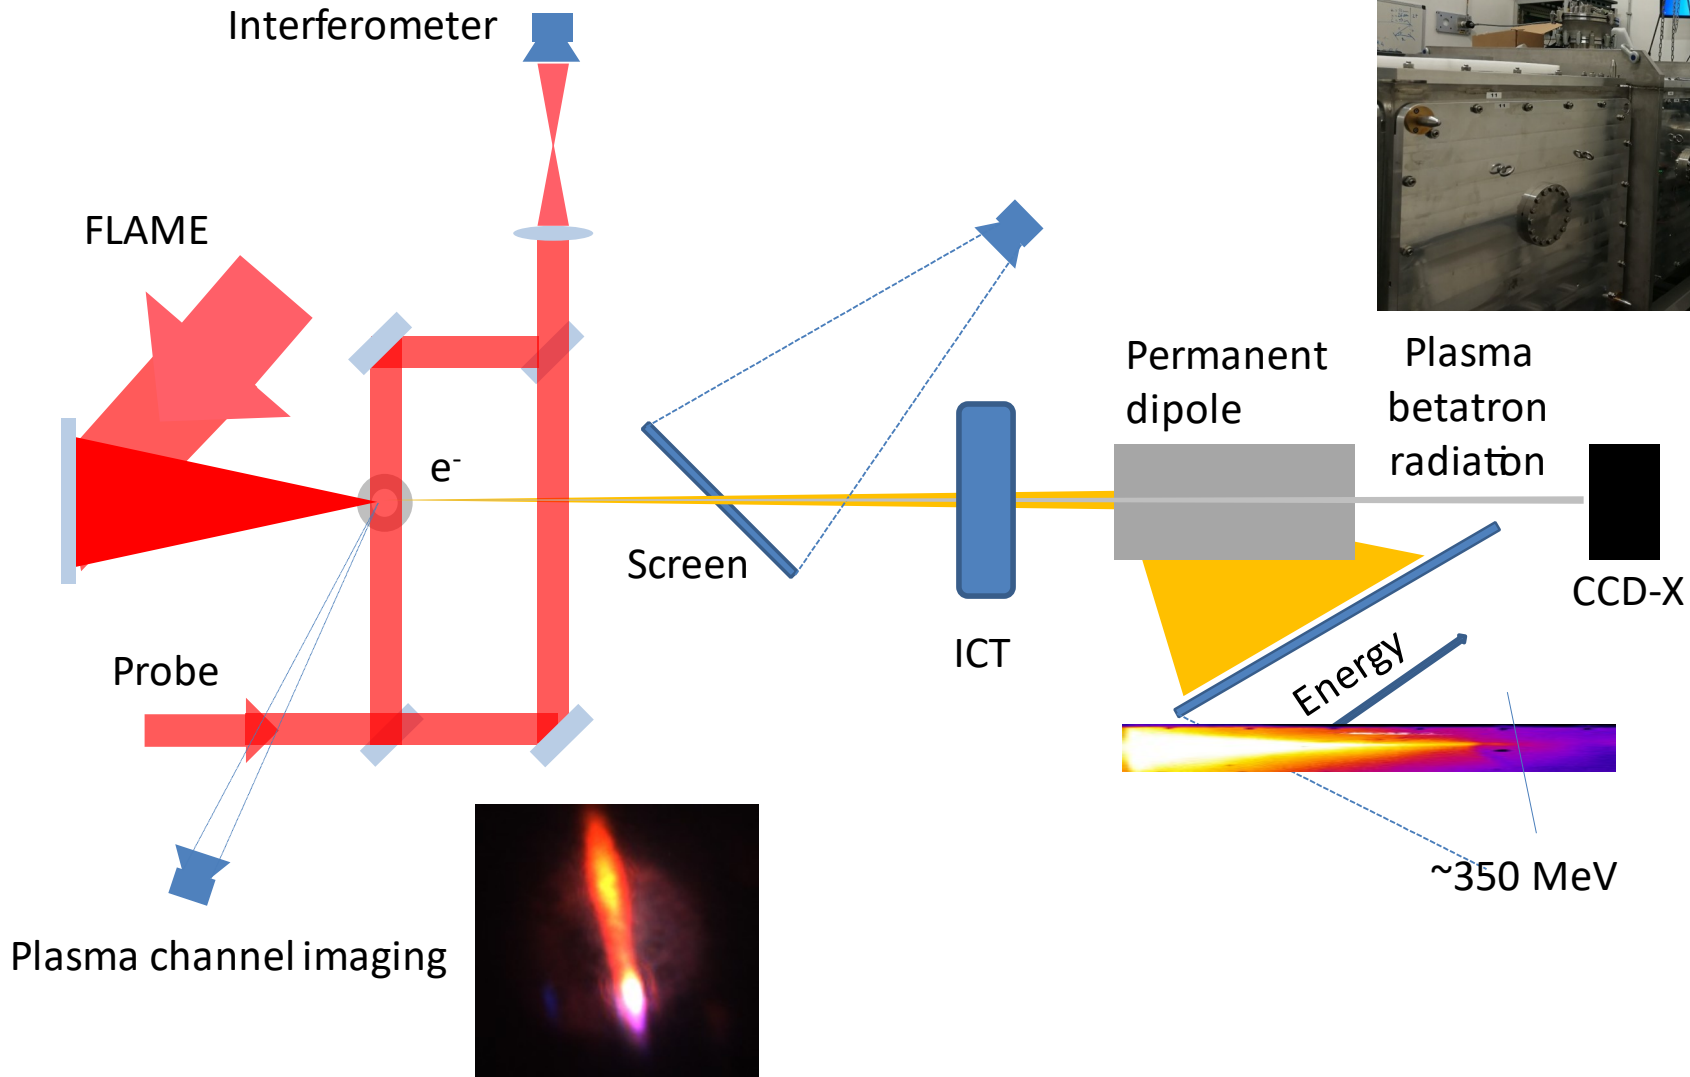 Interferometer
FLAME
e-
Permanent
dipole
Plasma
betatron
radiation
Screen
CCD-X
ICT
Probe
Energy
~350 MeV
Plasma channel imaging